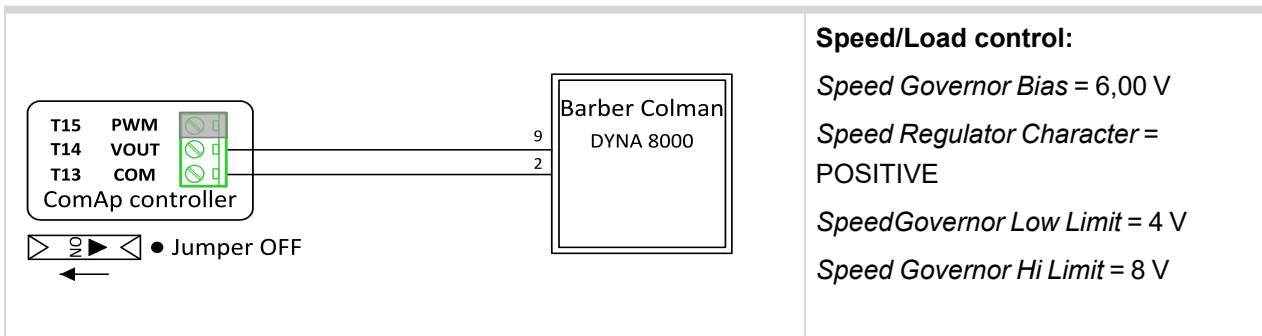 T15 PWM
T14 VOUT
T13 COM
ComAp controller
NO
● Jumper OFF
9
2
Barber Colman
DYNA 8000
Speed/Load control:
Speed Governor Bias = 6,00 V
Speed Regulator Character =
POSITIVE
SpeedGovernor Low Limit = 4 V
Speed Governor Hi Limit = 8 V